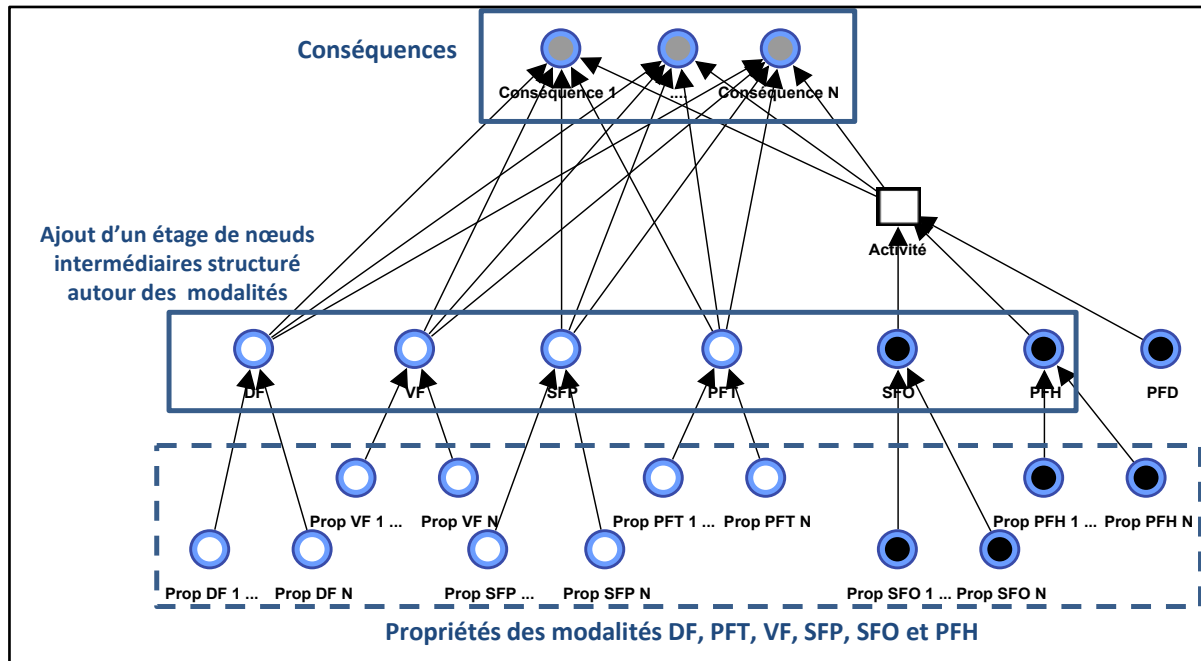 Conséquences
Conséquence 1 .... Conséquence N
Activité
Ajout d’un étage de nœuds
intermédiaires structuré
autour des modalités
DF VF SFP PFT SFO PFH PFD
Prop VF 1 ... Prop VF N Prop PFT 1 ... Prop PFT N Prop PFH 1 ... Prop PFH N
Prop DF 1 ... Prop DF N Prop SFP ... Prop SFP N Prop SFO 1 ... Prop SFO N
Propriétés des modalités DF, PFT, VF, SFP, SFO et PFH